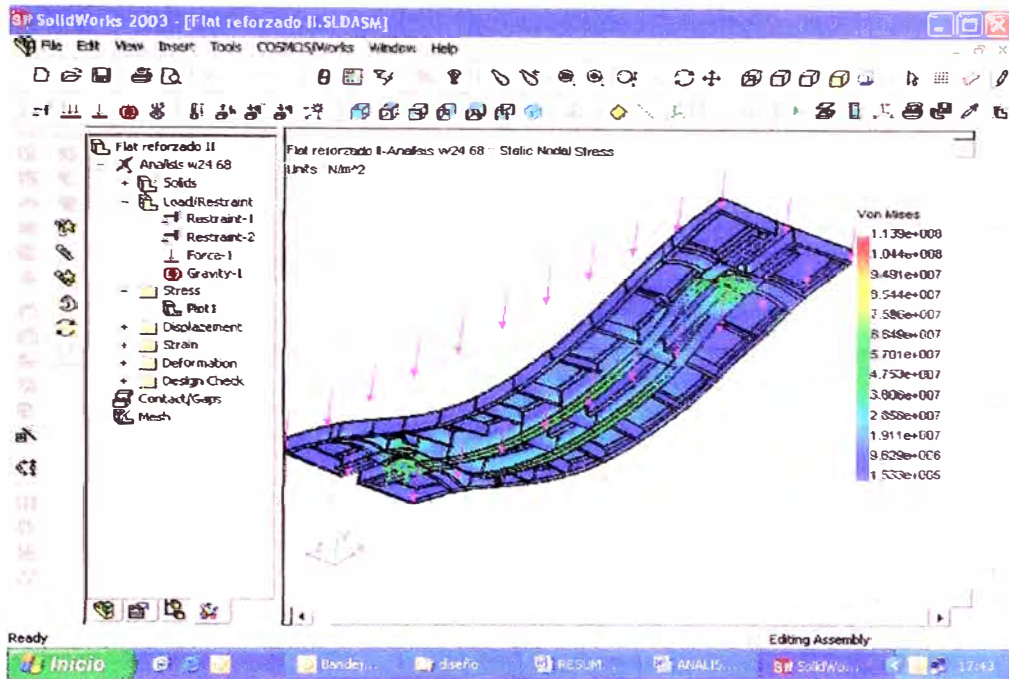 SolidWorks 2003 - [Flat reforzado II.SLDASM]
File Edit View Insert Tools COSMOS/Works Window Help
Flat reforzado II
Analisis w24 68
Solids
Load/Restraint
Restraint-1
Restraint-2
Force-1
Gravity-1
Stress
Plot1
Displacement
Strain
Deformation
Design Check
Contact/Gaps
Mesh
Flat reforzado II-Analisis w24 68 :: Static Nodal Stress
Units N/m^2
Von Mises
1.139e+008
1.044e+008
9.491e+007
8.544e+007
7.596e+007
6.649e+007
5.701e+007
4.753e+007
3.806e+007
2.858e+007
1.911e+007
9.629e+006
1.533e+005
Ready
Editing Assembly
Inicio
Bandej...
diseño
RESUM...
ANALIS...
SolidWo...
17:43